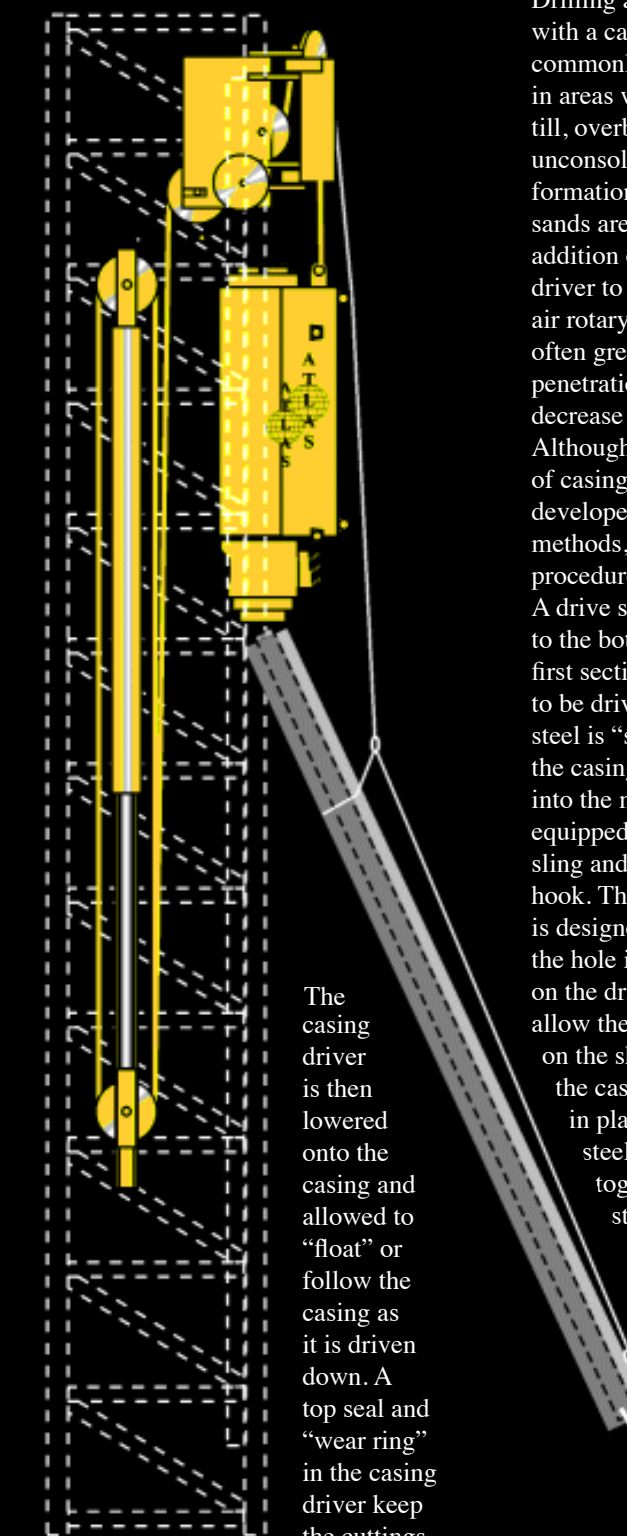 ATLAS
ATLAS
Drilling a
with a ca
commonl
in areas w
till, overb
unconsol
formation
sands are
addition o
driver to
air rotary
often gre
penetratio
decrease
Although
of casing
develope
methods,
procedure
A drive s
to the bot
first secti
to be driv
steel is “s
the casing
into the m
equipped
sling and
hook. Th
is designe
the hole i
on the dr
allow the
on the sl
the cas
in pla
steel
tog
st
The
casing
driver
is then
lowered
onto the
casing and
allowed to
“float” or
follow the
casing as
it is driven
down. A
top seal and
“wear ring”
in the casing
driver keep
the cuttings